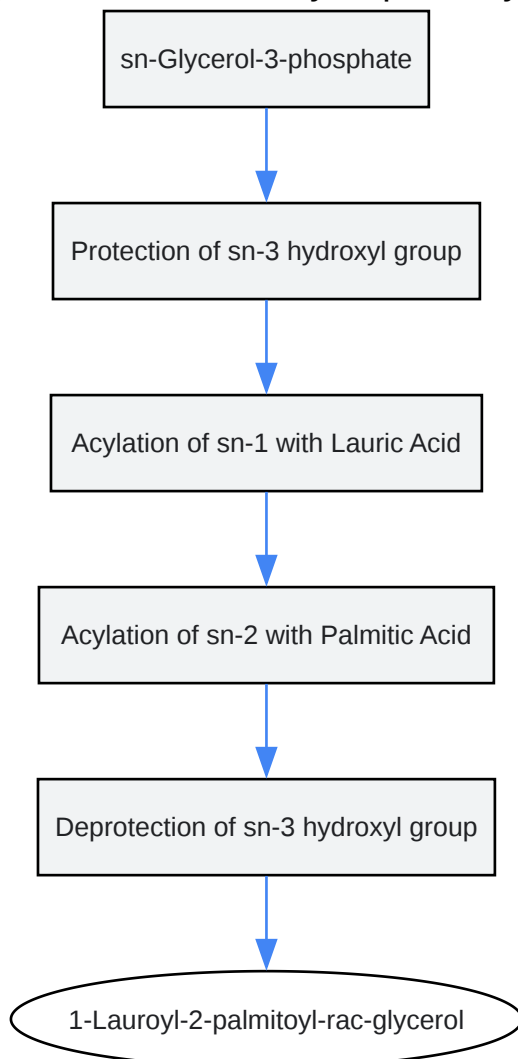 sn-Glycerol-3-phosphate
Protection of sn-3 hydroxyl group
Acylation of sn-1 with Lauric Acid
Acylation of sn-2 with Palmitic Acid
Deprotection of sn-3 hydroxyl group
1-Lauroyl-2-palmitoyl-rac-glycerol